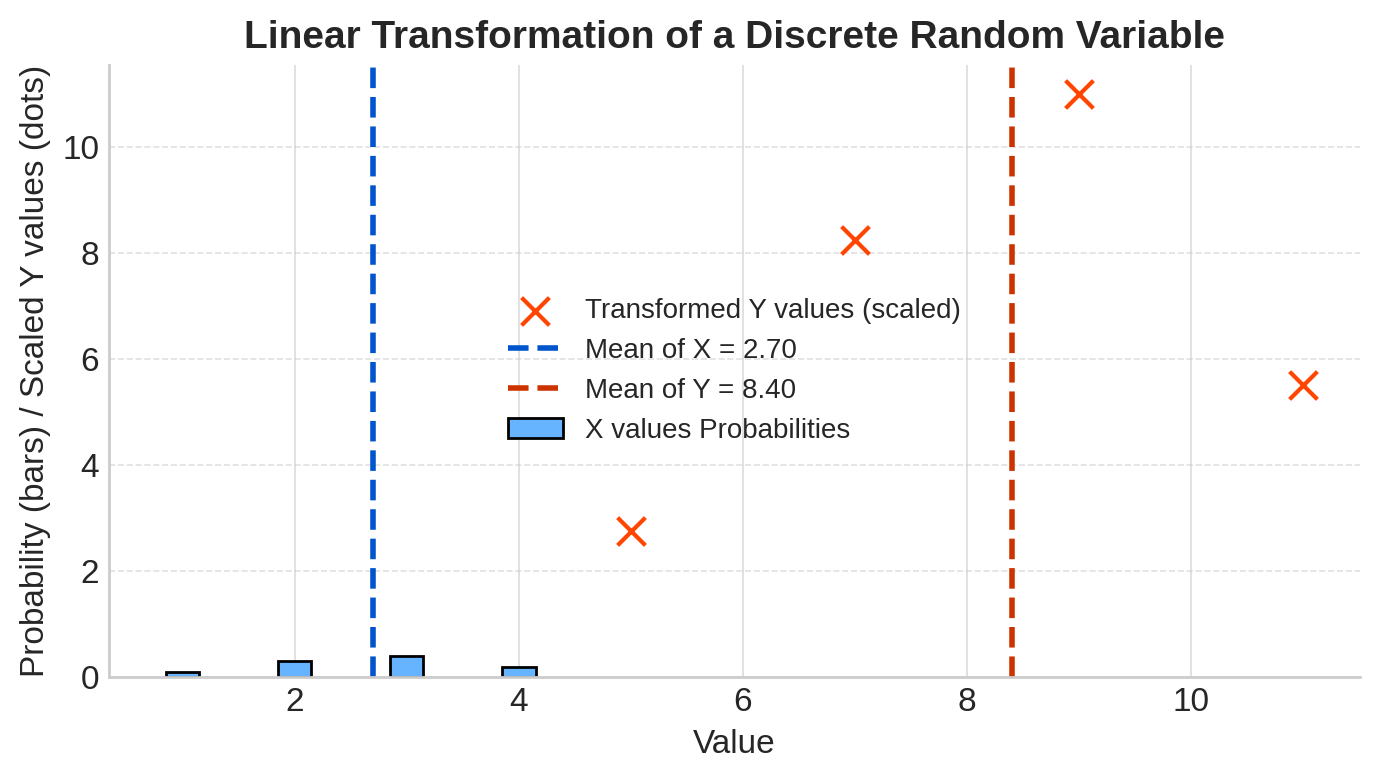 Linear Transformation of a Discrete Random Variable
Probability (bars) / Scaled Y values (dots)
10
8
6
4
2
0
Transformed Y values (scaled)
Mean of X = 2.70
Mean of Y = 8.40
X values Probabilities
2 4 6 8 10
Value